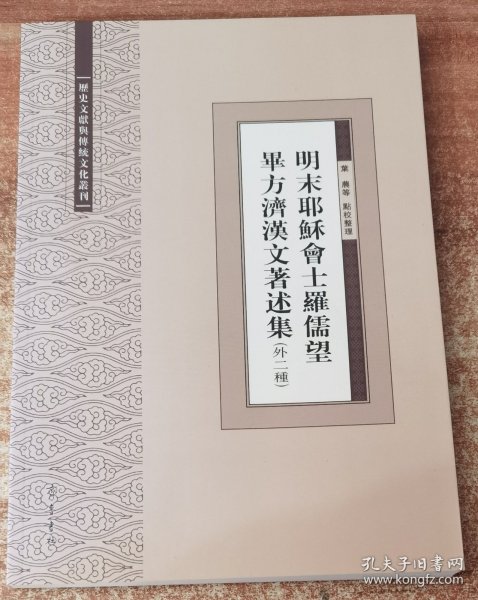 歷史文獻與傳統文化叢刊
葉農等 點校整理
明末耶穌會士羅儒望
畢方濟漢文著述集(外二種)
齊魯書社
孔夫子旧书网
www.kongfz.com